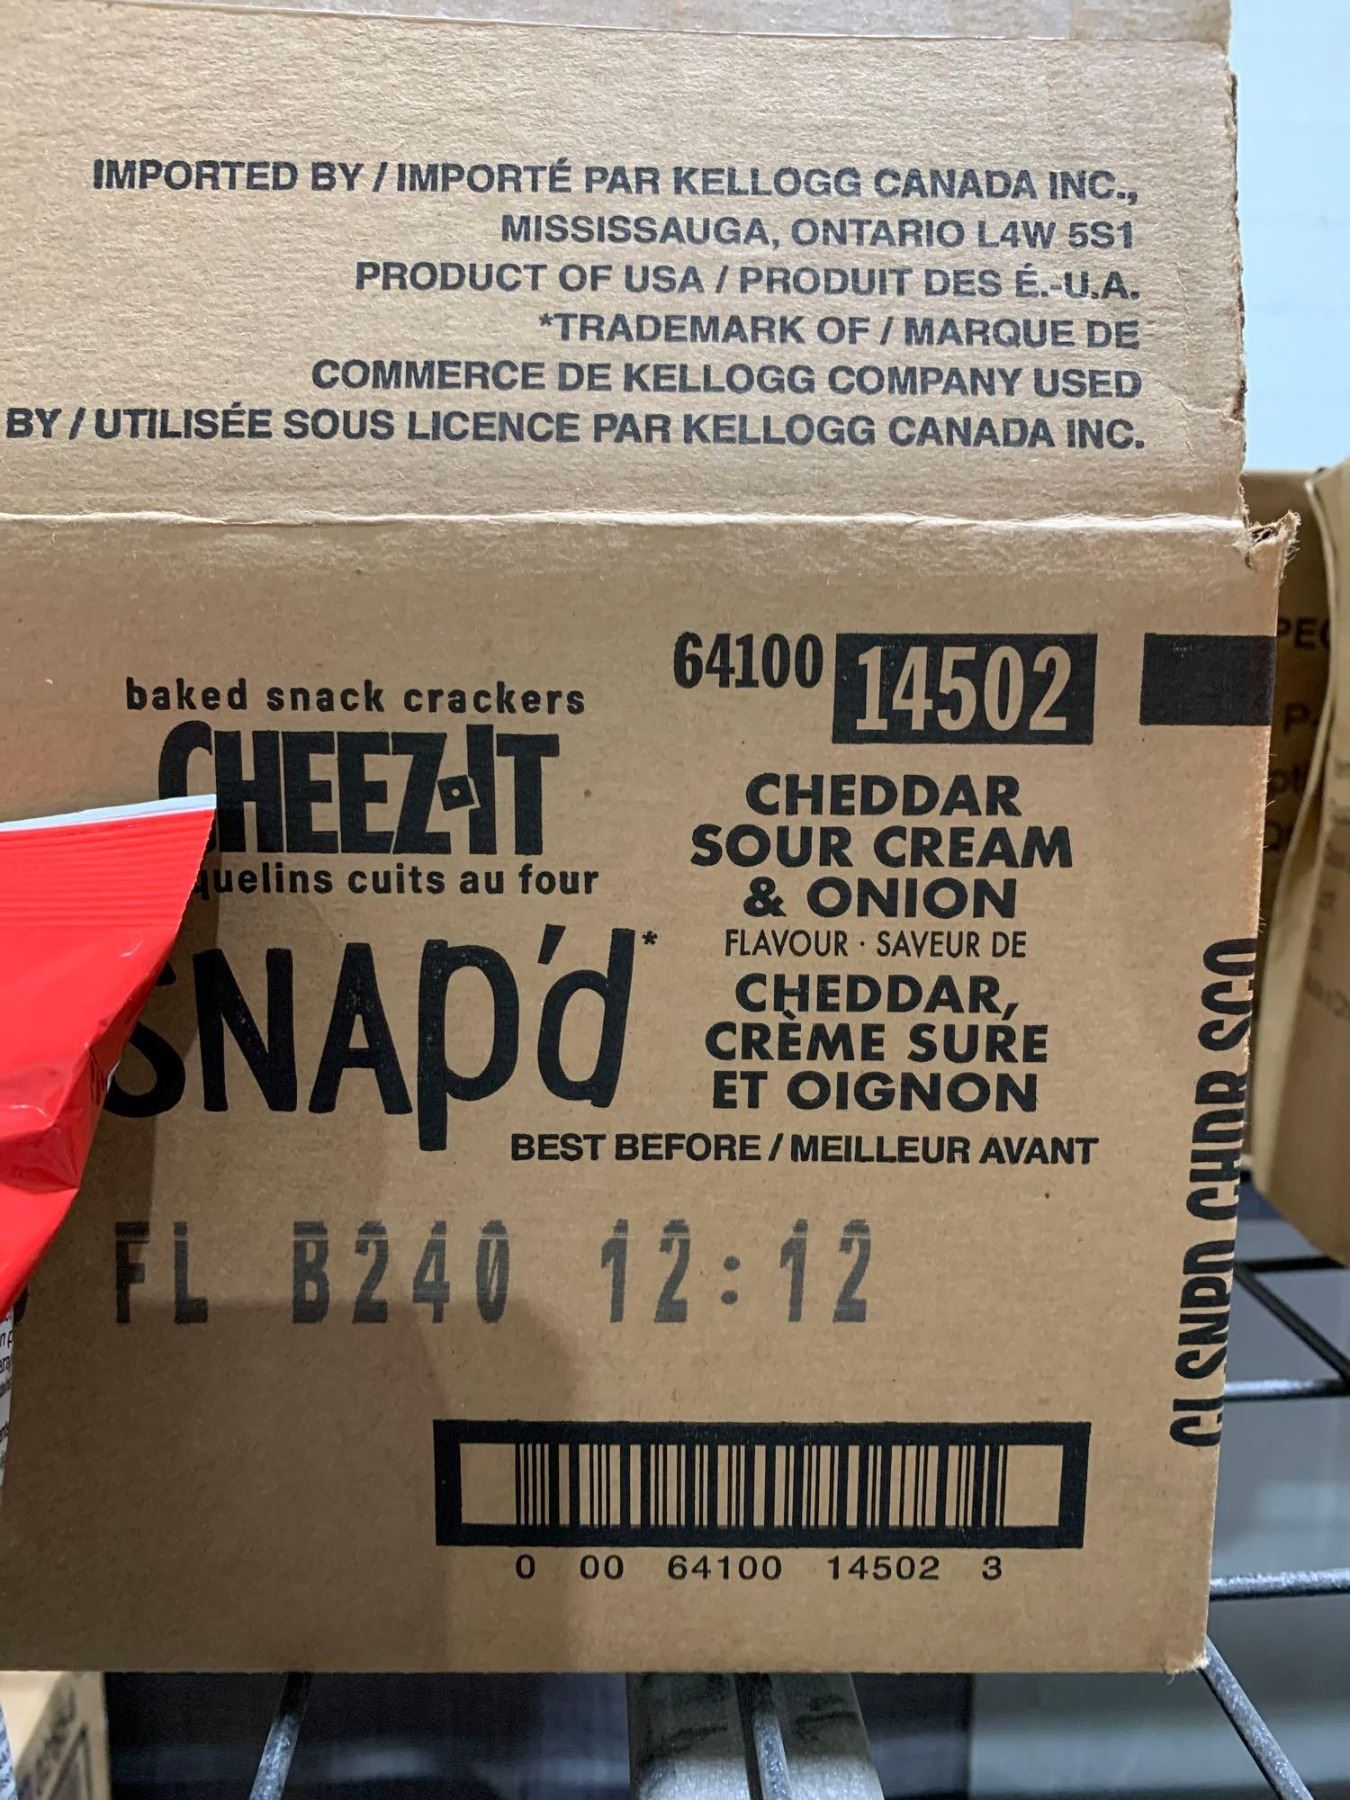 IMPORTED BY / IMPORTÉ PAR KELLOGG CANADA INC.,
MISSISSAUGA, ONTARIO L4W 5S1
PRODUCT OF USA / PRODUIT DES É.-U.A.
*TRADEMARK OF / MARQUE DE
COMMERCE DE KELLOGG COMPANY USED
BY / UTILISÉE SOUS LICENCE PAR KELLOGG CANADA INC.
64100 14502
baked snack crackers
CHEEZ-IT
quelins cuits au four
SNAP'd*
CHEDDAR
SOUR CREAM
& ONION
FLAVOUR · SAVEUR DE
CHEDDAR,
CRÈME SURE
ET OIGNON
BEST BEFORE / MEILLEUR AVANT
FL B240 12:12
0 00 64100 14502 3
CI SNPD CHDR SCO